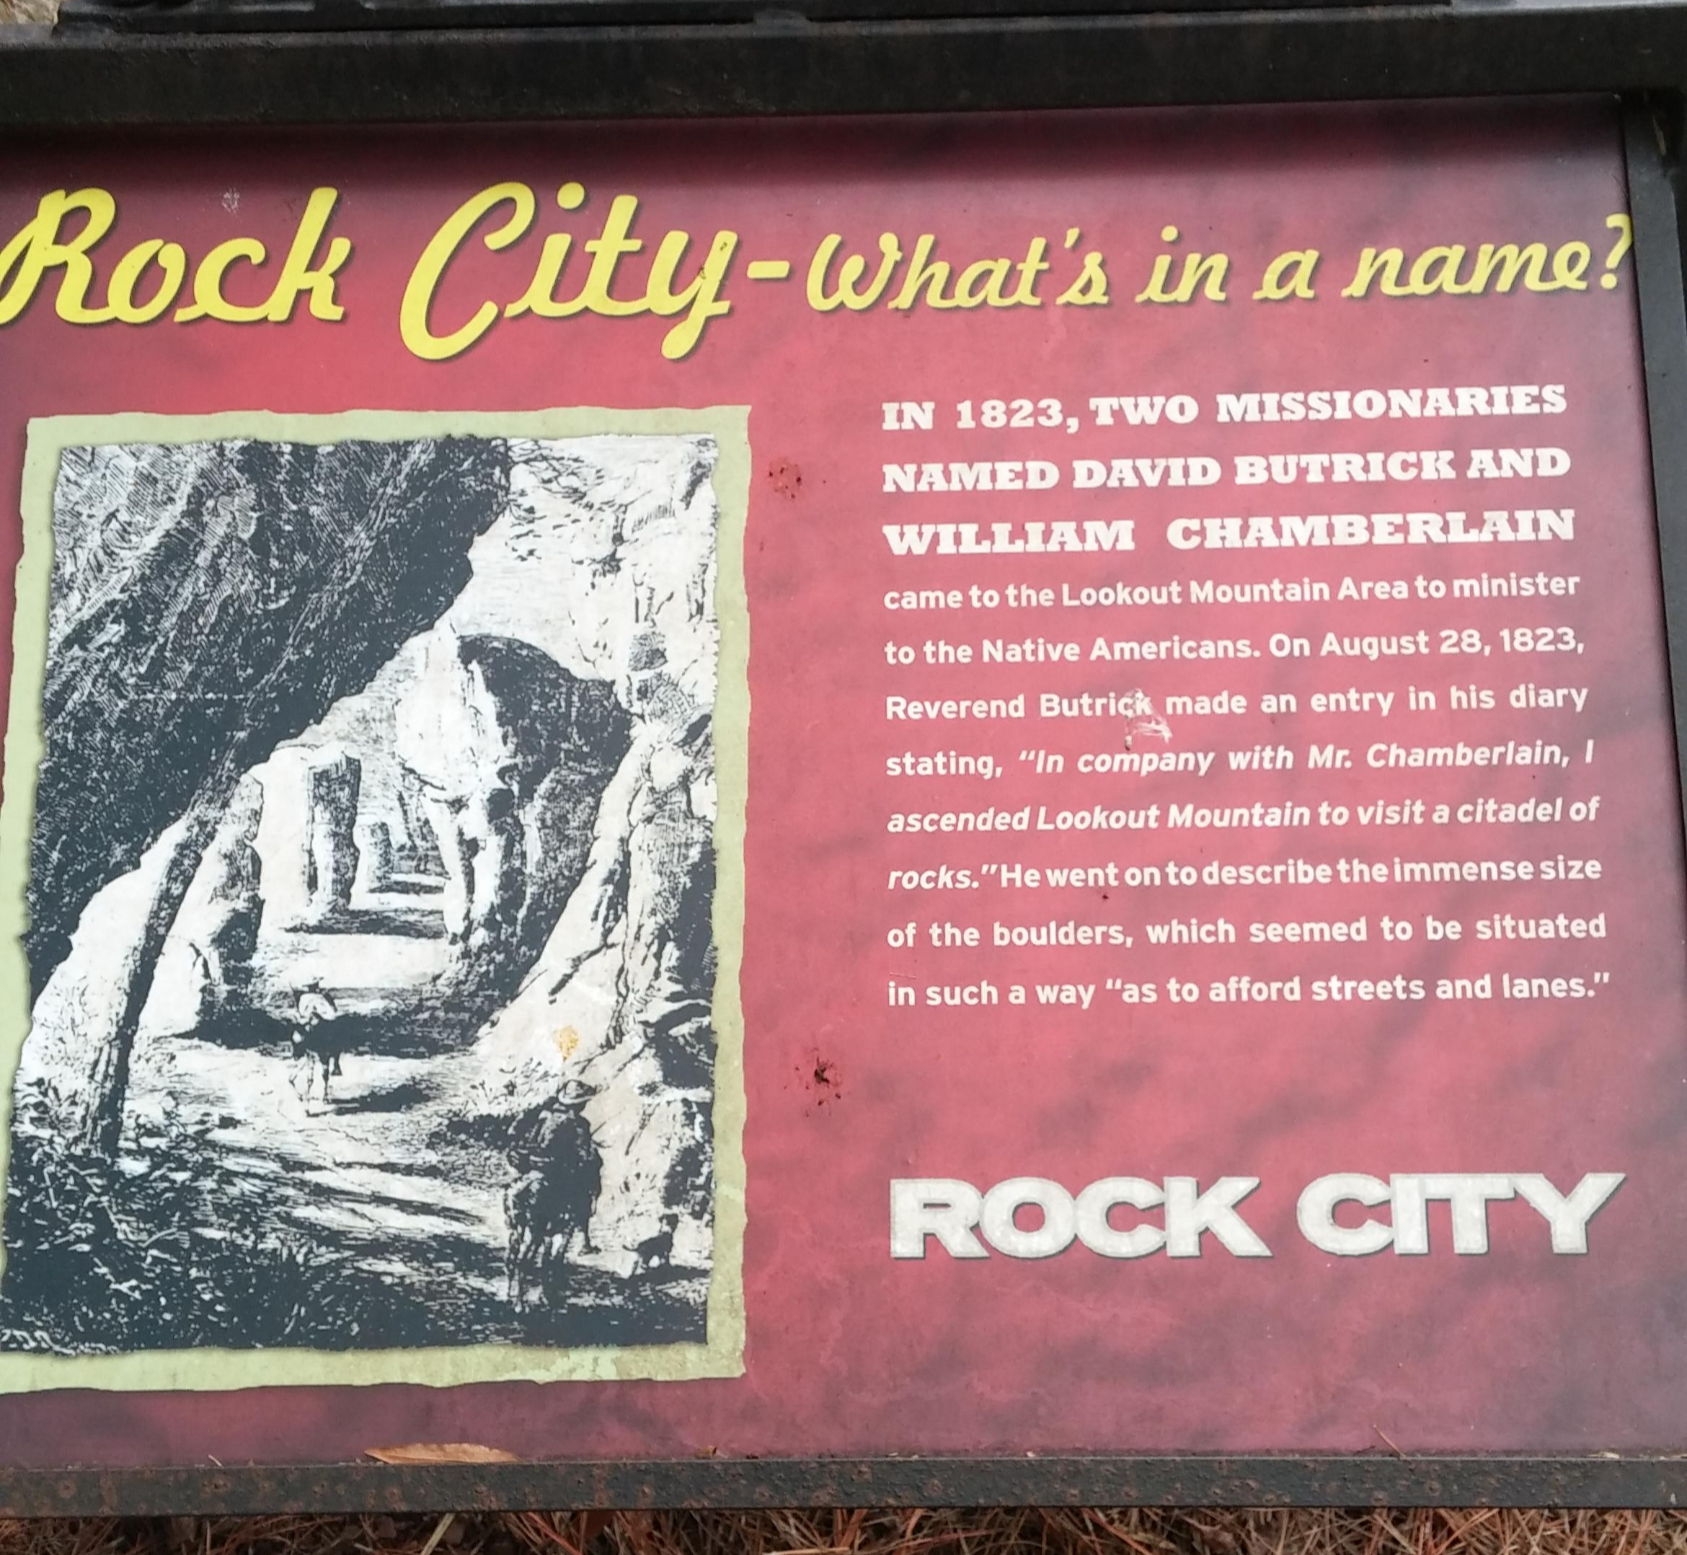 Rock City-What's in a name?
IN 1823, TWO MISSIONARIES
NAMED DAVID BUTRICK AND
WILLIAM CHAMBERLAIN
came to the Lookout Mountain Area to minister
to the Native Americans. On August 28, 1823,
Reverend Butrick made an entry in his diary
stating, “In company with Mr. Chamberlain, I
ascended Lookout Mountain to visit a citadel of
rocks.” He went on to describe the immense size
of the boulders, which seemed to be situated
in such a way “as to afford streets and lanes.”
ROCK CITY